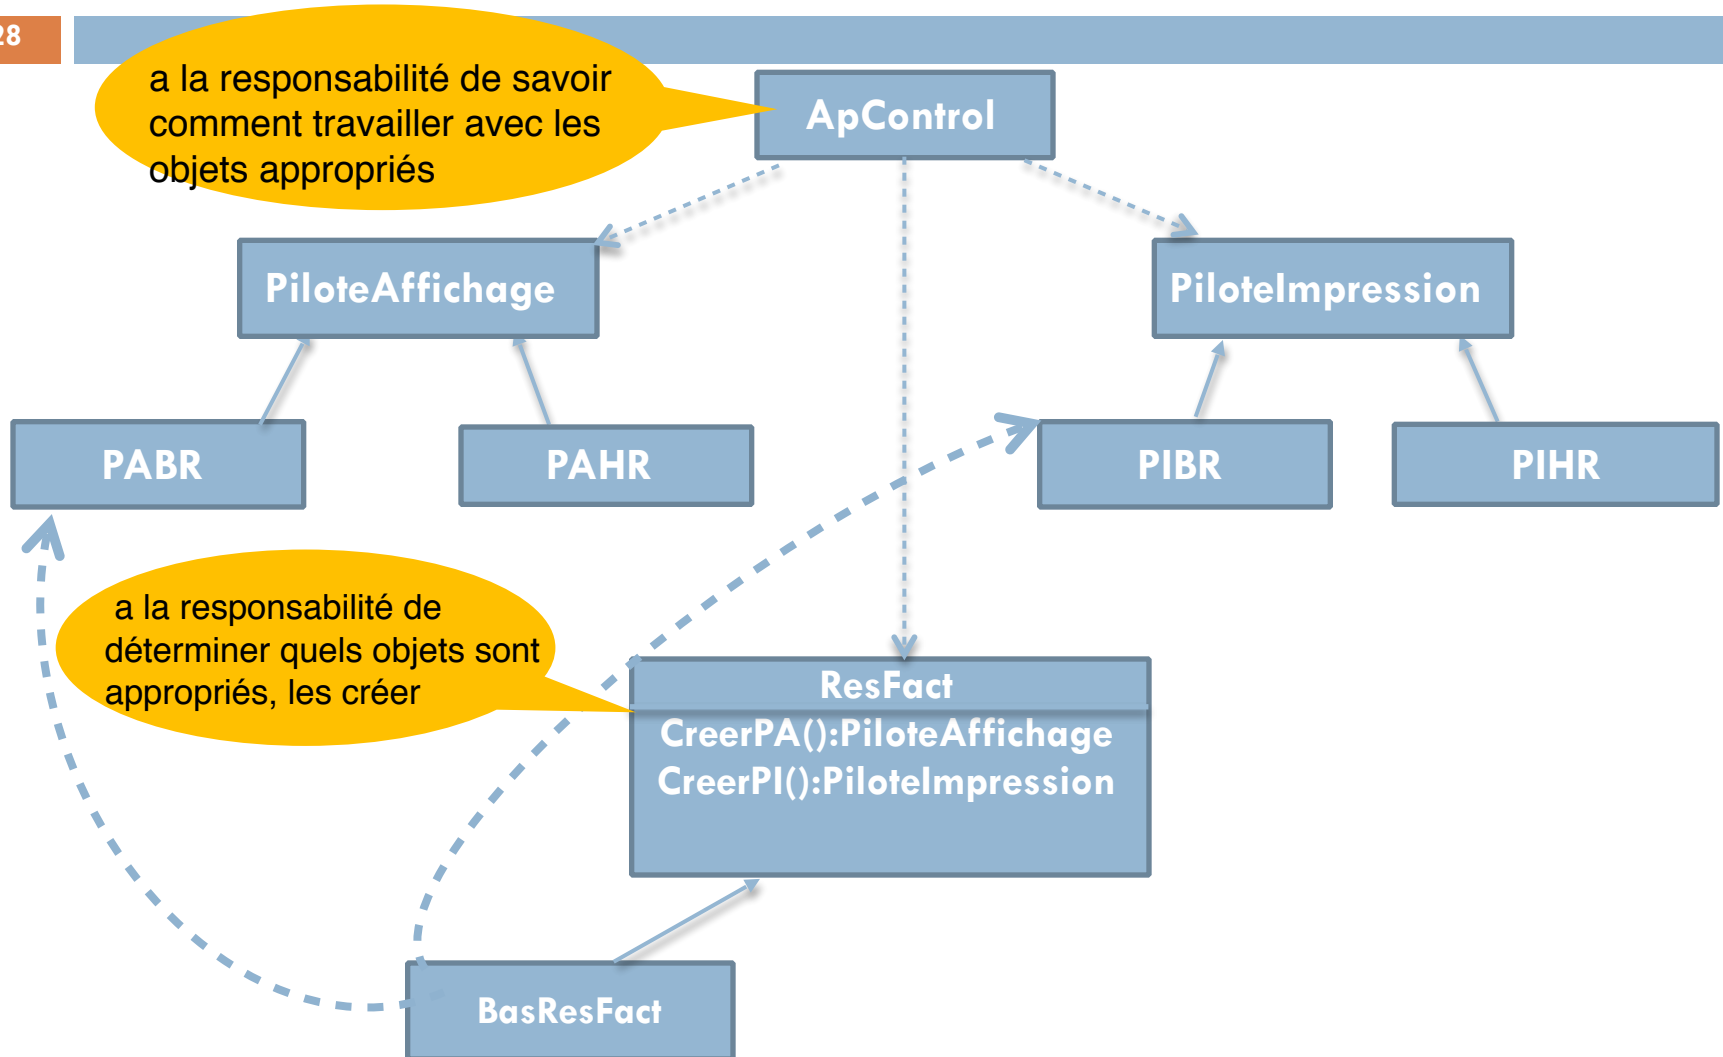 28
a la responsabilité de savoir
comment travailler avec les
objets appropriés
ApControl
PiloteAffichage
PiloteImpression
PABR
PAHR
PIBR
PIHR
a la responsabilité de
déterminer quels objets sont
appropriés, les créer
ResFact
CreerPA():PiloteAffichage
CreerPI():PiloteImpression
BasResFact